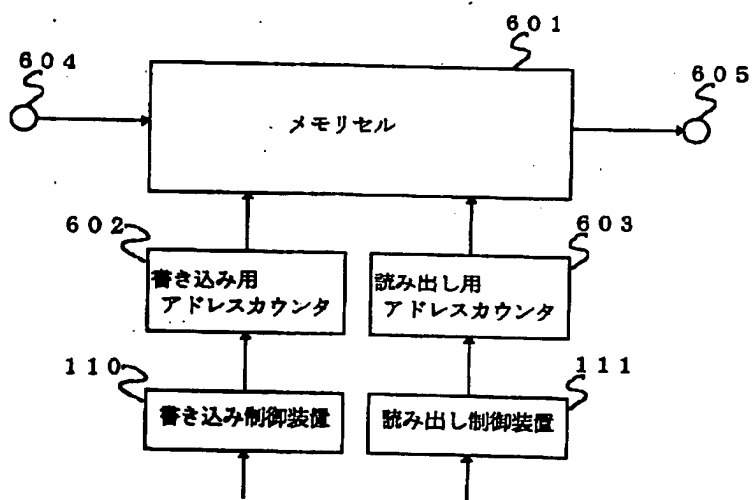 601
604
605
メモリセル
602
603
書き込み用
アドレスカウンタ
読み出し用
アドレスカウンタ
110
111
書き込み制御装置
読み出し制御装置